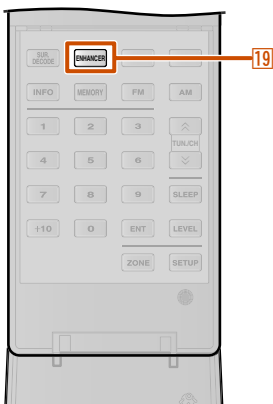 SUR. DECODE ENHANCER 19
INFO MEMORY FM AM
1 2 3
TUN./CH
4 5 6
7 8 9 SLEEP
+10 0 ENT LEVEL
ZONE SETUP